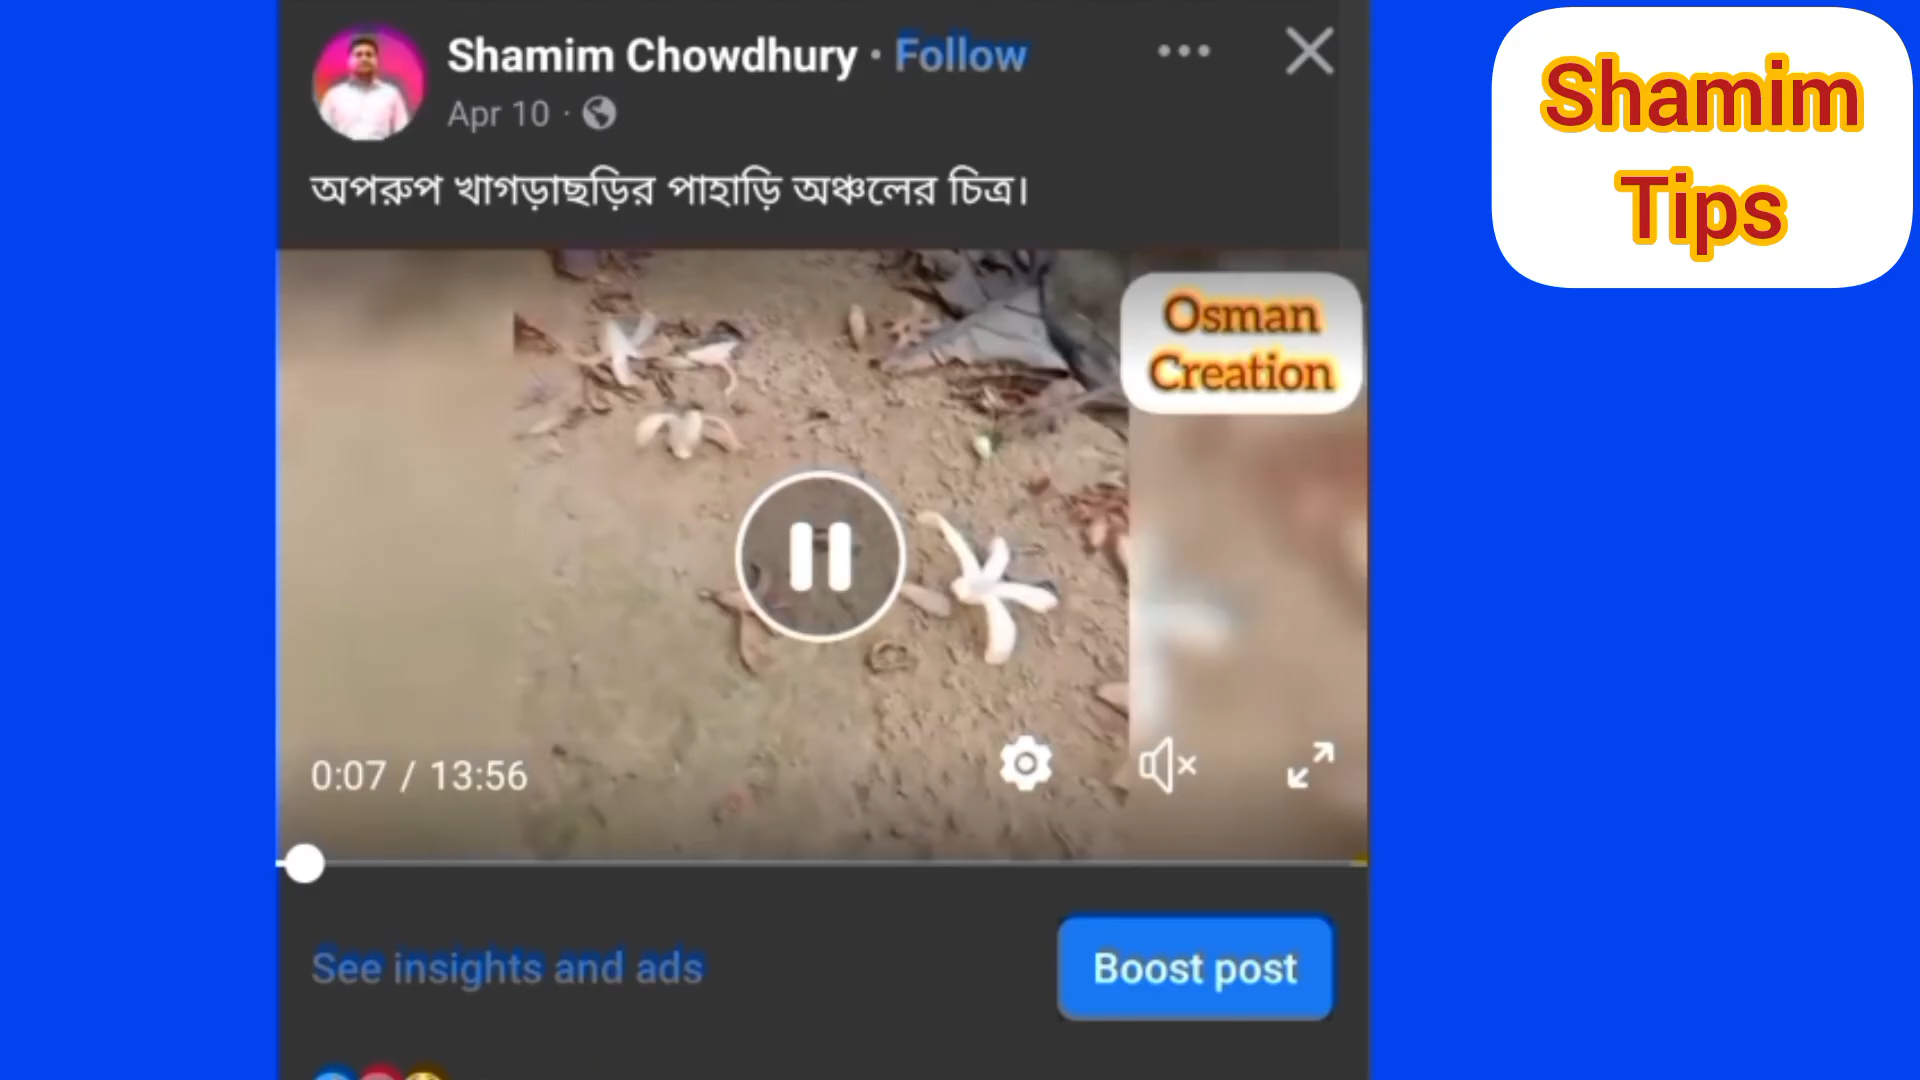 Shamim Chowdhury · Follow
Apr 10 ·
অপরুপ খাগড়াছড়ির পাহাড়ি অঞ্চলের চিত্র।
Shamim
Tips
Osman
Creation
0:07 / 13:56
See insights and ads
Boost post